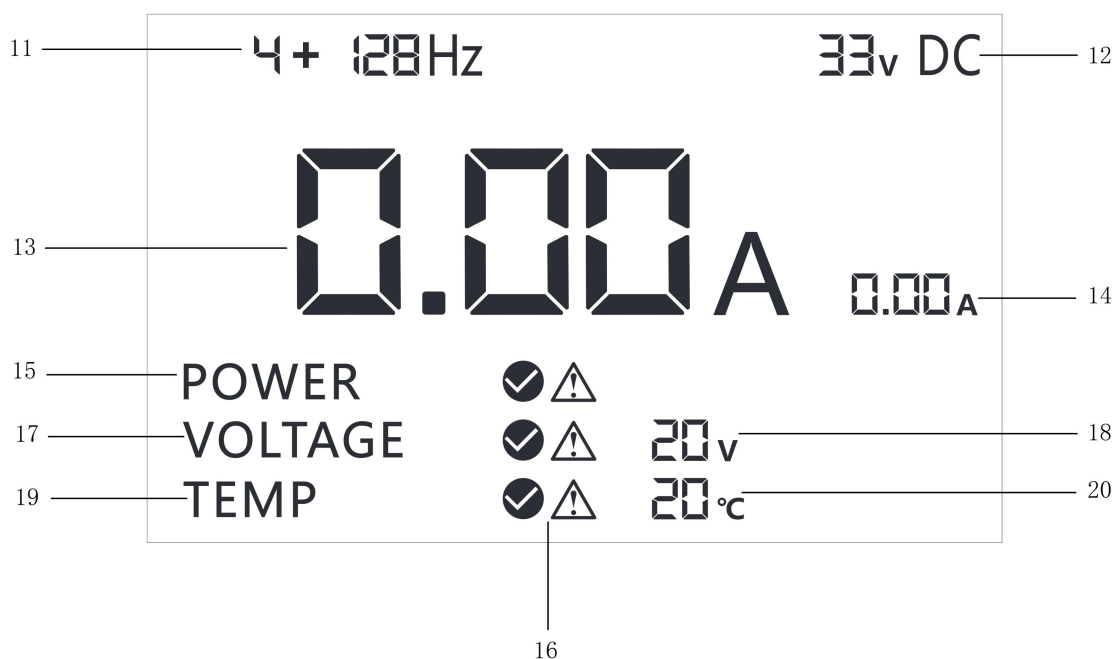 11 4+ 128Hz 33v DC 12
13 0.00A 0.00A 14
15 POWER
17 VOLTAGE 20v 18
19 TEMP 20℃ 20
16